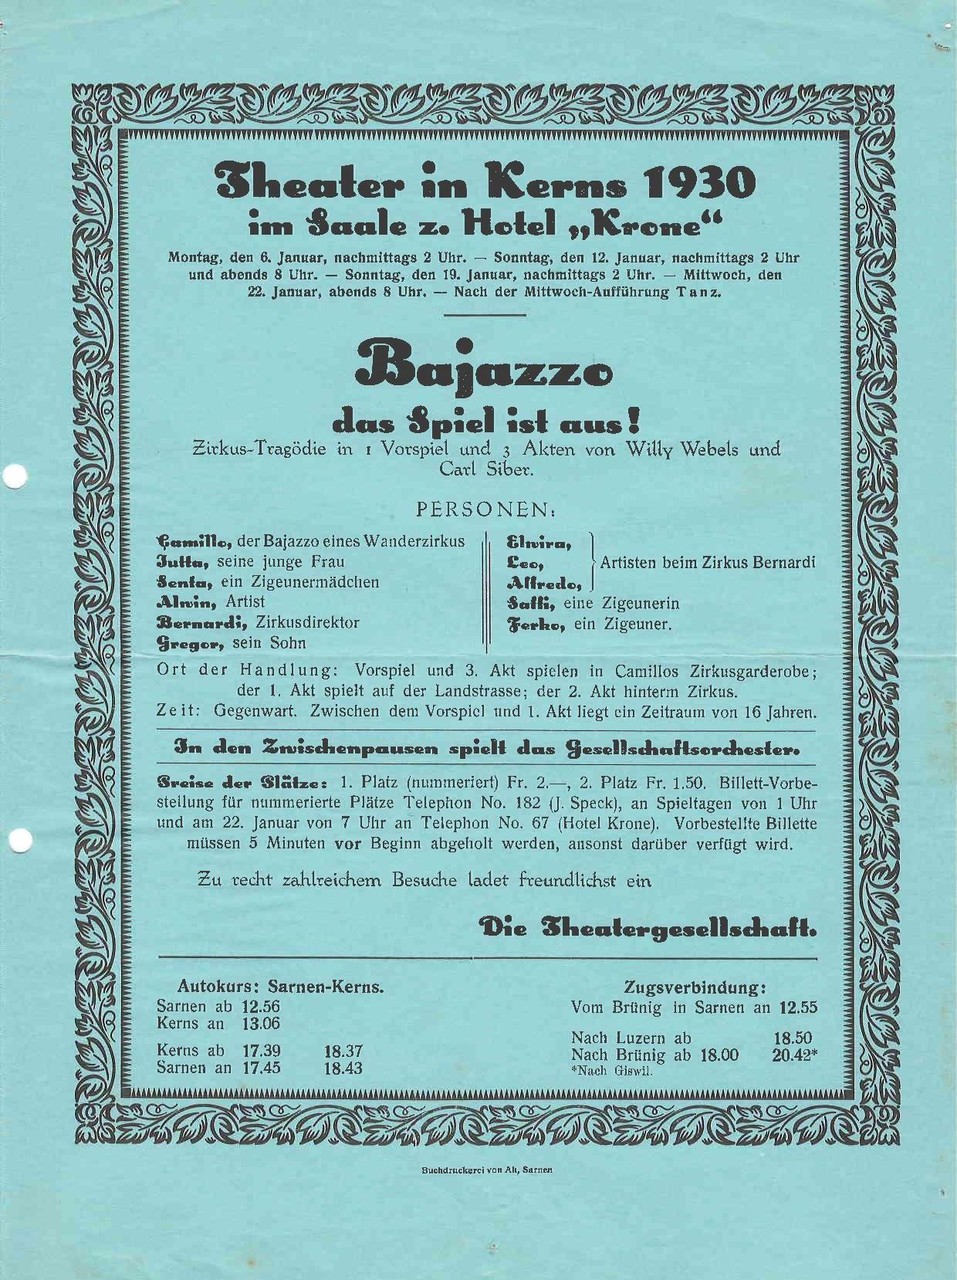 Theater in Kerns 1930
im Saale z. Hotel „Krone“
Montag, den 6. Januar, nachmittags 2 Uhr. — Sonntag, den 12. Januar, nachmittags 2 Uhr
und abends 8 Uhr. — Sonntag, den 19. Januar, nachmittags 2 Uhr. — Mittwoch, den
22. Januar, abends 8 Uhr. — Nach der Mittwoch-Aufführung Tanz.
Bajazzo
das Spiel ist aus!
Zirkus-Tragödie in 1 Vorspiel und 3 Akten von Willy Webels und
Carl Siber.
PERSONEN:
Camillo, der Bajazzo eines Wanderzirkus
Jutta, seine junge Frau
Senta, ein Zigeunermädchen
Alwin, Artist
Bernardi, Zirkusdirektor
Gregor, sein Sohn
Elwira,
Leo, Artisten beim Zirkus Bernardi
Alfredo,
Saffi, eine Zigeunerin
Ferko, ein Zigeuner.
Ort der Handlung: Vorspiel und 3. Akt spielen in Camillos Zirkusgarderobe;
der 1. Akt spielt auf der Landstrasse; der 2. Akt hinterm Zirkus.
Zeit: Gegenwart. Zwischen dem Vorspiel und 1. Akt liegt ein Zeitraum von 16 Jahren.
In den Zwischenpausen spielt das Gesellschaftsorchester.
Preise der Plätze: 1. Platz (nummeriert) Fr. 2.—, 2. Platz Fr. 1.50. Billett-Vorbe-
stellung für nummerierte Plätze Telephon No. 182 (J. Speck), an Spieltagen von 1 Uhr
und am 22. Januar von 7 Uhr an Telephon No. 67 (Hotel Krone). Vorbestellte Billette
müssen 5 Minuten vor Beginn abgeholt werden, ansonst darüber verfügt wird.
Zu recht zahlreichem Besuche ladet freundlichst ein
Die Theatergesellschaft.
Autokurs: Sarnen-Kerns.
Sarnen ab 12.56
Kerns an 13.06
Kerns ab 17.39 18.37
Sarnen an 17.45 18.43
Zugsverbindung:
Vom Brünig in Sarnen an 12.55
Nach Luzern ab 18.50
Nach Brünig ab 18.00 20.42*
*Nach Giswil.
Buchdruckerei von Ah, Sarnen